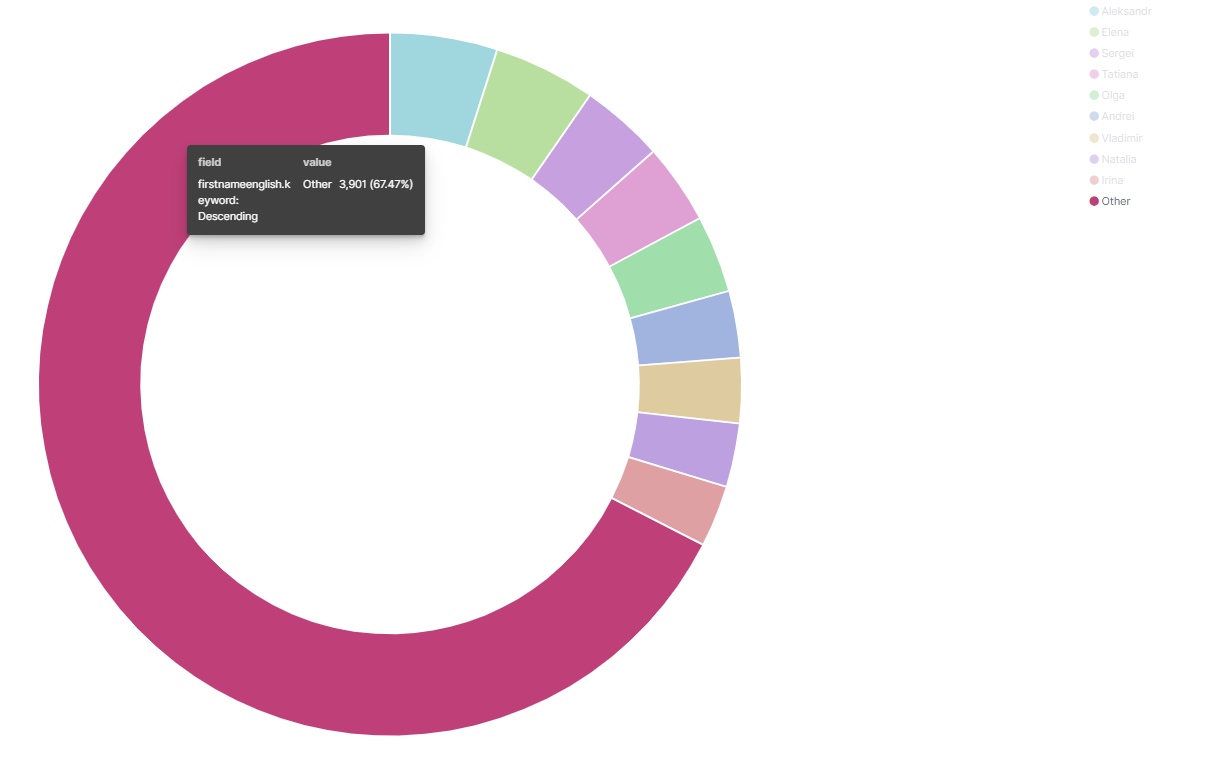 Aleksandr
Elena
Sergei
Tatiana
Olga
Andrei
Vladimir
Natalia
Irina
Other
field value
firstnameenglish.k Other 3,901 (67.47%)
eyword:
Descending